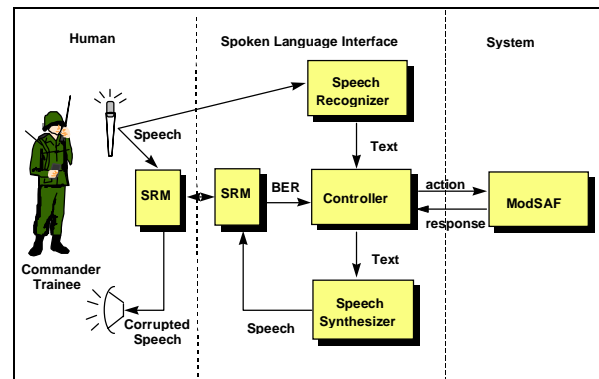 Human
Spoken Language Interface
System
Speech
Recognizer
Speech
Text
SRM
SRM
BER
Controller
action
response
ModSAF
Commander
Trainee
Text
Corrupted
Speech
Speech
Speech
Synthesizer